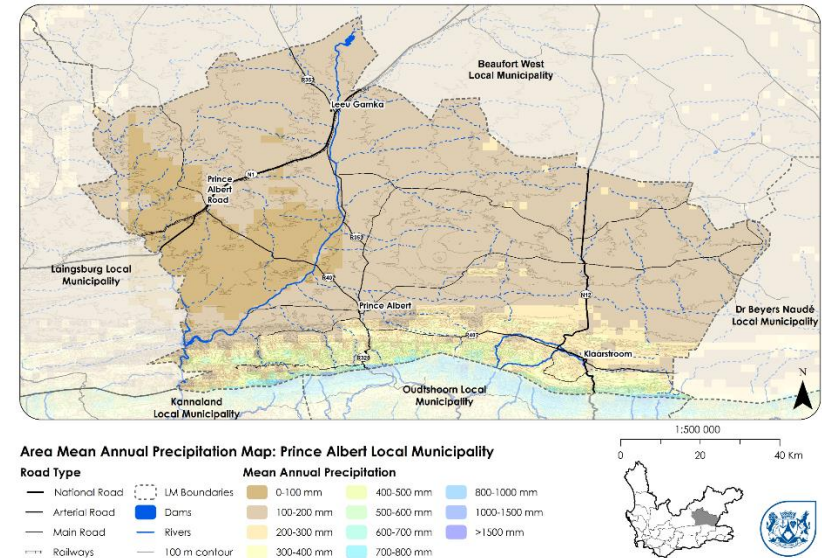 Beaufort West
Local Municipality
R353
Leeu Gamka
N1
Prince
Albert
Road
R353
Laingsburg Local
Municipality
R407
Prince Albert
N12
Dr Beyers Naudé
Local Municipality
R407
Klaarstroom
R328
N
Oudtshoorn Local
Municipality
Kannaland
Local Municipality
1:500 000
0 20 40 Km
Area Mean Annual Precipitation Map: Prince Albert Local Municipality
Road Type
Mean Annual Precipitation
National Road LM Boundaries 0-100 mm 400-500 mm 800-1000 mm
Arterial Road Dams 100-200 mm 500-600 mm 1000-1500 mm
Main Road Rivers 200-300 mm 600-700 mm >1500 mm
Railways 100 m contour 300-400 mm 700-800 mm